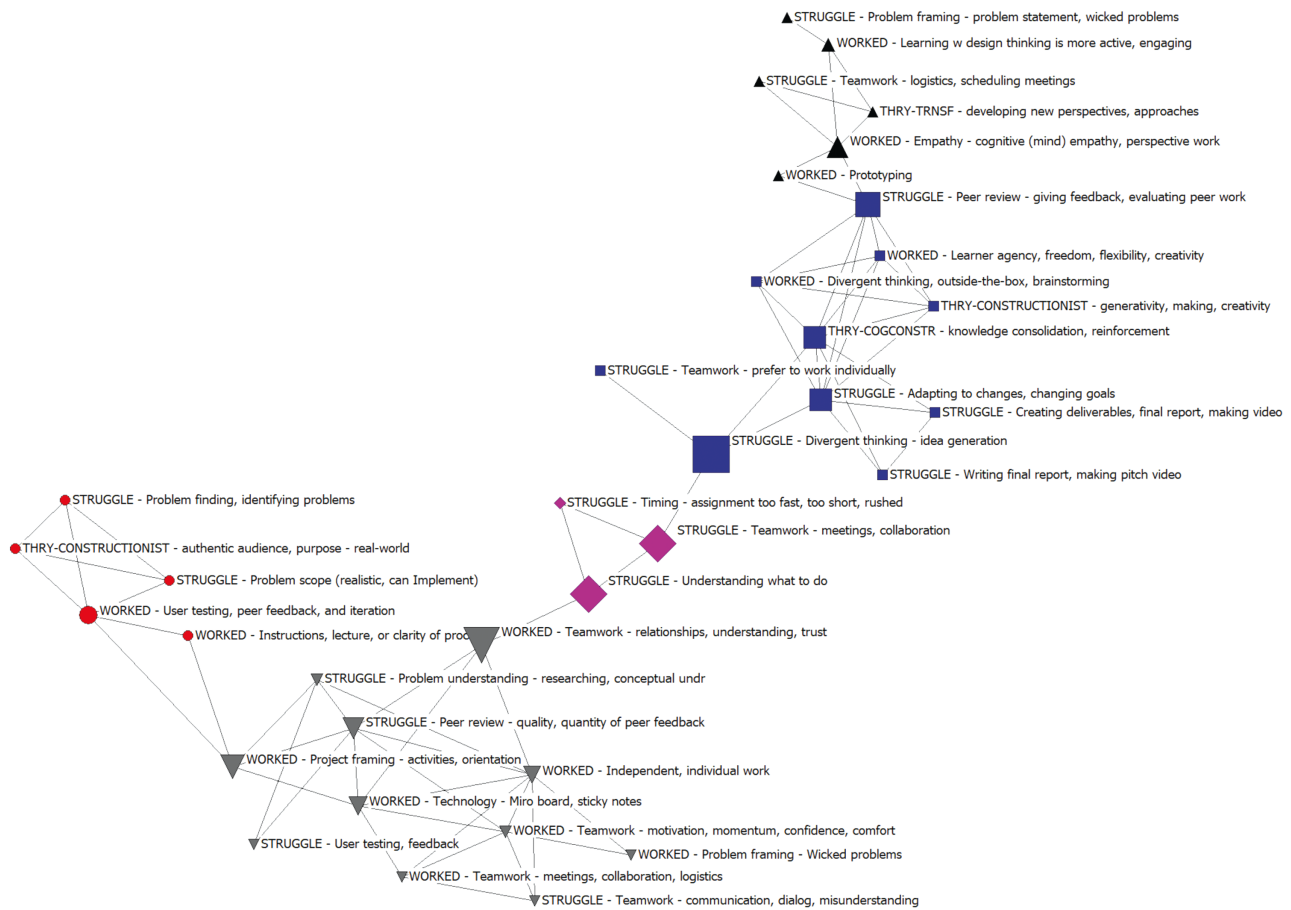 STRUGGLE - Problem framing - problem statement, wicked problems
WORKED - Learning w design thinking is more active, engaging
STRUGGLE - Teamwork - logistics, scheduling meetings
THRY-TRNSF - developing new perspectives, approaches
WORKED - Empathy - cognitive (mind) empathy, perspective work
WORKED - Prototyping
STRUGGLE - Peer review - giving feedback, evaluating peer work
WORKED - Learner agency, freedom, flexibility, creativity
WORKED - Divergent thinking, outside-the-box, brainstorming
THRY-CONSTRUCTIONIST - generativity, making, creativity
THRY-COGCONSTR - knowledge consolidation, reinforcement
STRUGGLE - Teamwork - prefer to work individually
STRUGGLE - Adapting to changes, changing goals
STRUGGLE - Creating deliverables, final report, making video
STRUGGLE - Divergent thinking - idea generation
STRUGGLE - Writing final report, making pitch video
STRUGGLE - Problem finding, identifying problems
STRUGGLE - Timing - assignment too fast, too short, rushed
STRUGGLE - Teamwork - meetings, collaboration
THRY-CONSTRUCTIONIST - authentic audience, purpose - real-world
STRUGGLE - Problem scope (realistic, can Implement)
STRUGGLE - Understanding what to do
WORKED - User testing, peer feedback, and iteration
WORKED - Instructions, lecture, or clarity of
WORKED - Teamwork - relationships, understanding, trust
STRUGGLE - Problem understanding - researching, conceptual undr
STRUGGLE - Peer review - quality, quantity of peer feedback
WORKED - Project framing - activities, orientation
WORKED - Independent, individual work
WORKED - Technology - Miro board, sticky notes
WORKED - Teamwork - motivation, momentum, confidence, comfort
STRUGGLE - User testing, feedback
WORKED - Problem framing - Wicked problems
WORKED - Teamwork - meetings, collaboration, logistics
STRUGGLE - Teamwork - communication, dialog, misunderstanding